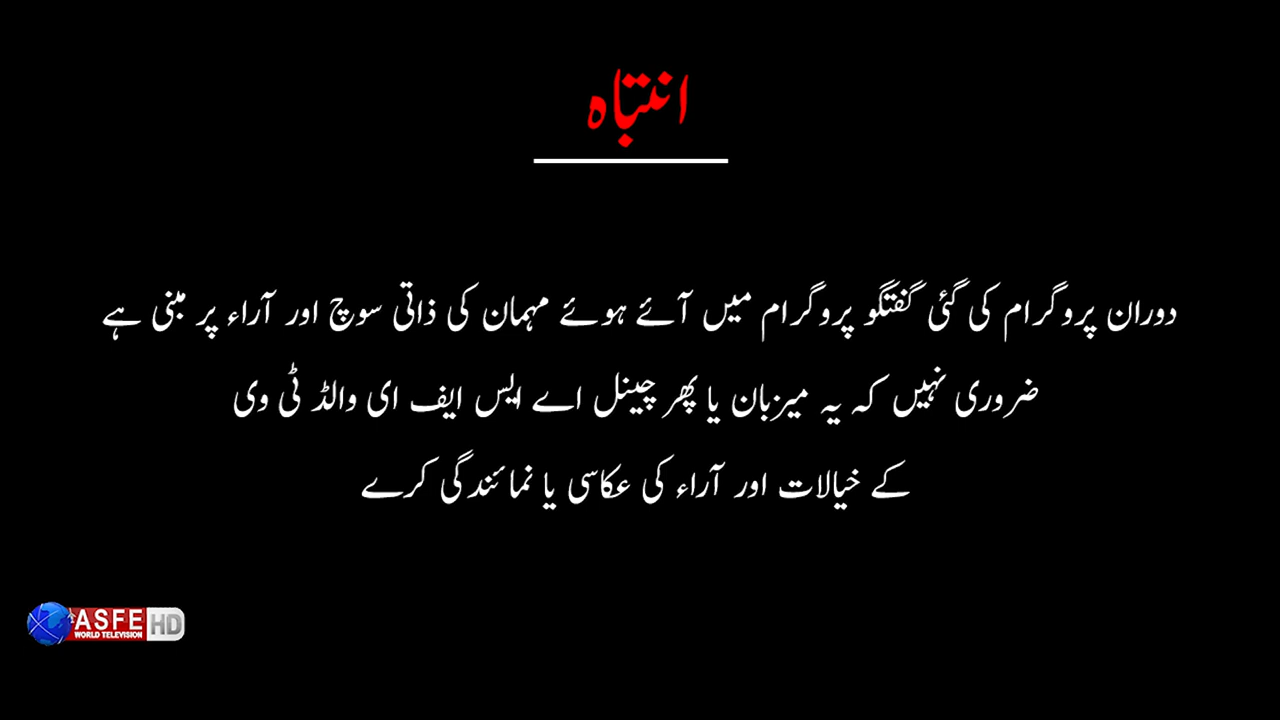 انتباہ
دوران پروگرام کی گئی گفتگو پروگرام میں آئے ہوئے مہمان کی ذاتی سوچ اور آراء پر مبنی ہے
ضروری نہیں کہ یہ میزبان یا پھر چینل اے ایس ایف ای والڈ ٹی وی
کے خیالات اور آراء کی عکاسی یا نمائندگی کرے
ASFE HD
WORLD TELEVISION